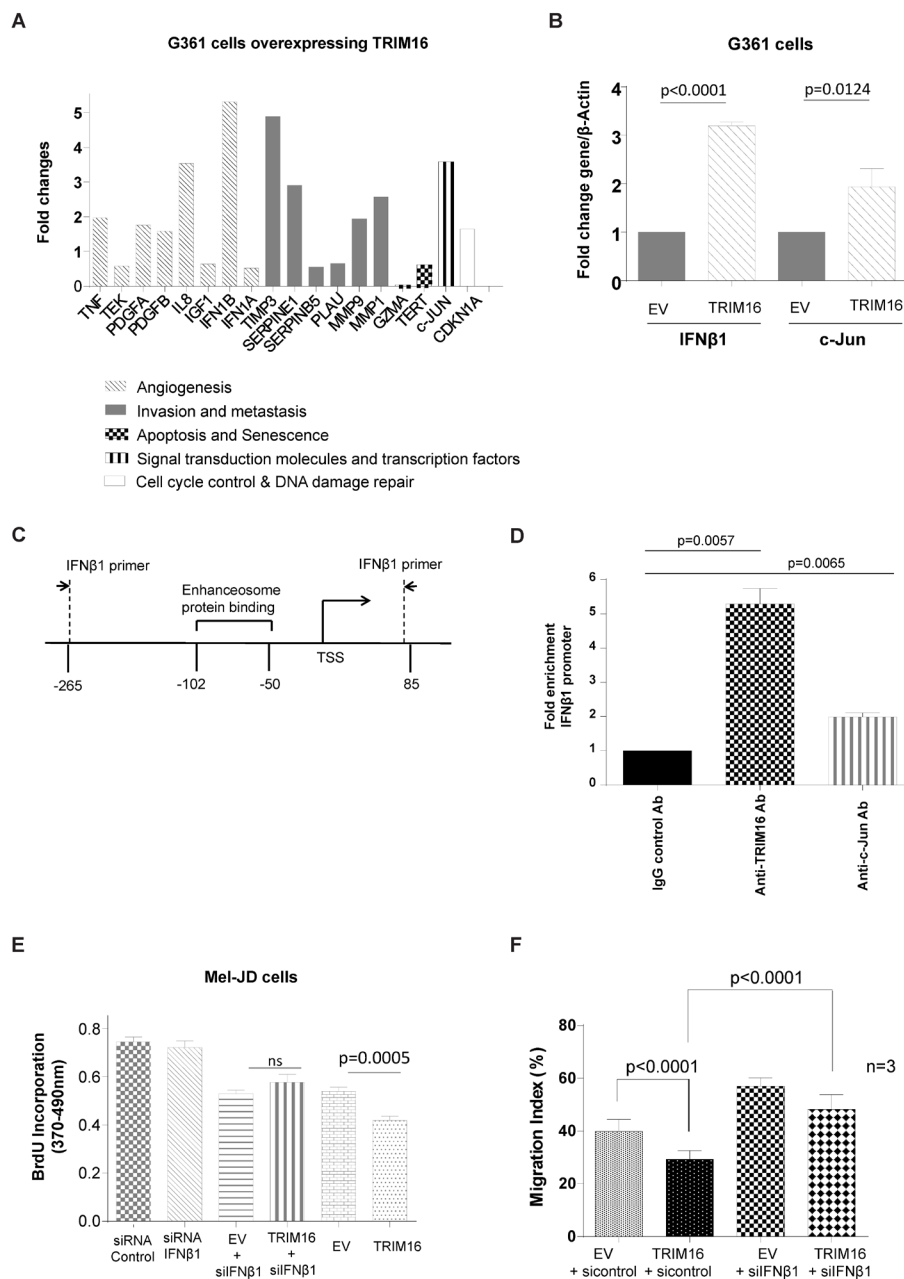 A
G361 cells overexpressing TRIM16
Fold changes
5
4
3
2
1
0
TNF
TEK
PDGFA
PDGFB
IL8
IGF1
IFN1B
IFN1A
TIMP3
SERPINE1
SERPINB5
PLAU
MMP9
MMP1
GZMA
TERT
c-JUN
CDKN1A
Angiogenesis
Invasion and metastasis
Apoptosis and Senescence
Signal transduction molecules and transcription factors
Cell cycle control & DNA damage repair
B
G361 cells
Fold change gene/β-Actin
4
3
2
1
0
p<0.0001
p=0.0124
EV
TRIM16
EV
TRIM16
IFNβ1
c-Jun
C
IFNβ1 primer
IFNβ1 primer
Enhanceosome
protein binding
TSS
-265
-102
-50
85
D
p=0.0057
p=0.0065
Fold enrichment
IFNβ1 promoter
6
5
4
3
2
1
0
IgG control Ab
Anti-TRIM16 Ab
Anti-c-Jun Ab
E
Mel-JD cells
BrdU Incorporation
(370-490nm)
0.8
0.6
0.4
0.2
0.0
ns
p=0.0005
siRNA
Control
siRNA
IFNβ1
EV
+
siIFNβ1
TRIM16
+
siIFNβ1
EV
TRIM16
F
p<0.0001
p<0.0001
n=3
Migration Index (%)
80
60
40
20
0
EV
+ sicontrol
TRIM16
+ sicontrol
EV
+ siIFNβ1
TRIM16
+ siIFNβ1